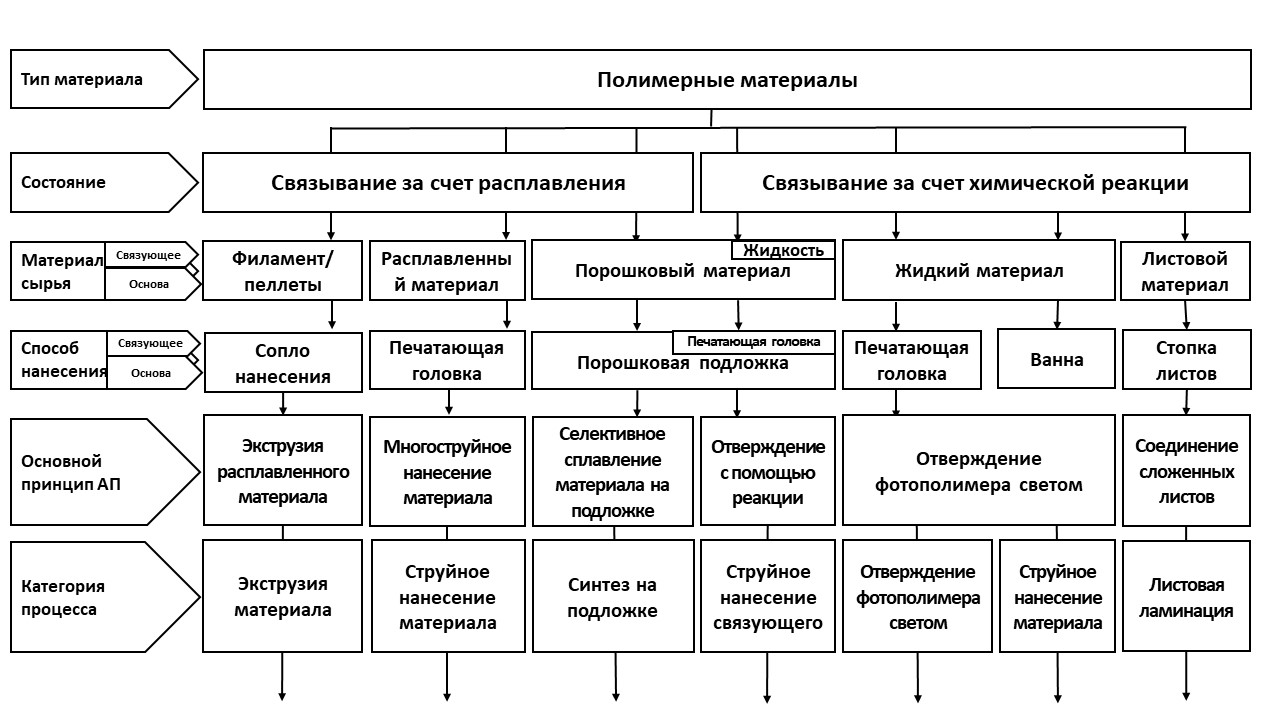 Тип материала
Полимерные материалы
Состояние
Связывание за счет расплавления
Связывание за счет химической реакции
Материал
сырья
Связующее
Основа
Филамент/
пеллеты
Расплавленны
й материал
Жидкость
Порошковый материал
Жидкий материал
Листовой
материал
Способ
нанесения
Связующее
Основа
Сопло
нанесения
Печатающая
головка
Печатающая головка
Порошковая подложка
Печатающая
головка
Ванна
Стопка
листов
Основной
принцип АП
Экструзия
расплавленного
материала
Многоструйное
нанесение
материала
Селективное
сплавление
материала на
подложке
Отверждение
с помощью
реакции
Отверждение
фотополимера светом
Соединение
сложенных
листов
Категория
процесса
Экструзия
материала
Струйное
нанесение
материала
Синтез на
подложке
Струйное
нанесение
связующего
Отверждение
фотополимера
светом
Струйное
нанесение
материала
Листовая
ламинация